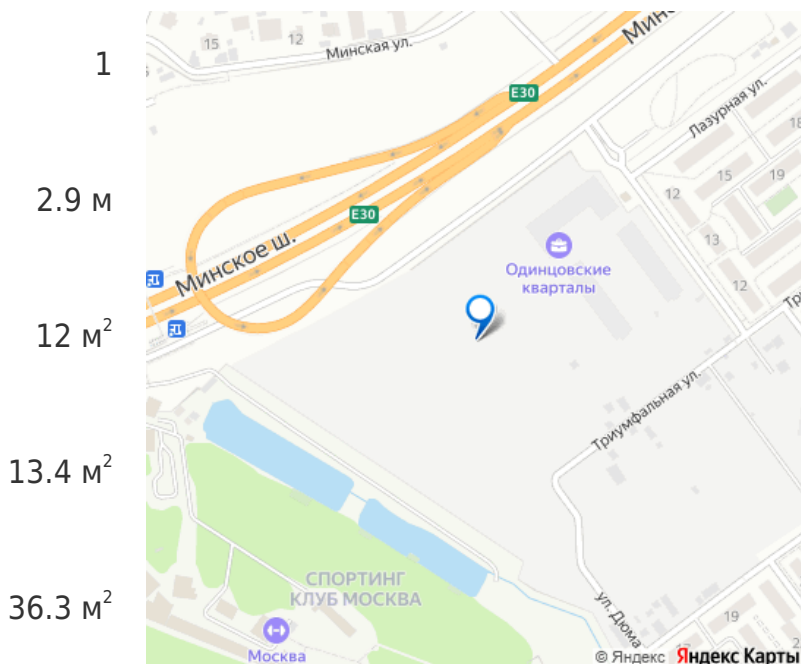 1
2.9 м
12 м²
13.4 м²
36.3 м²
15
12
Минская ул.
E30
Лазурная ул.
15
19
12
13
12
E30
Минское ш.
Одинцовские
кварталы
Триумфальная ул.
СПОРТИНГ
КЛУБ МОСКВА
ул. Дюма
19
Москва
© Яндекс Яндекс Карты